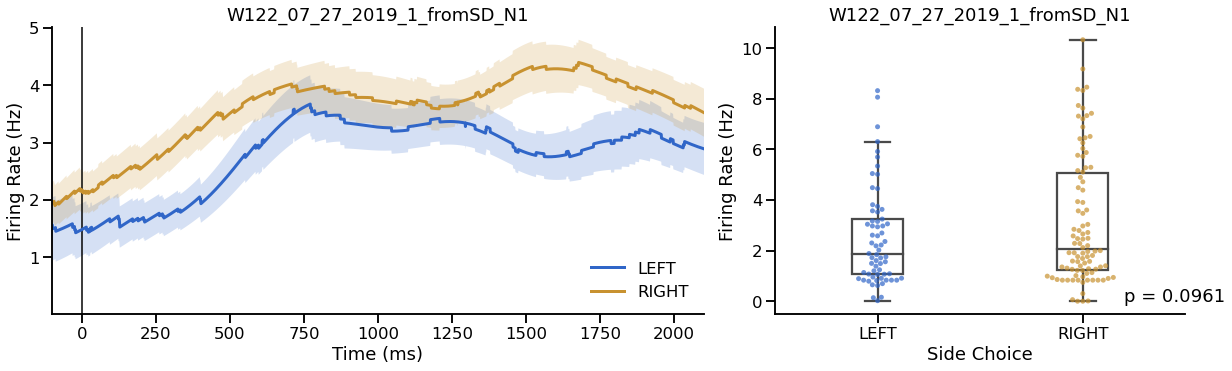 W122_07_27_2019_1_fromSD_N1
Firing Rate (Hz)
5
4
3
2
1
0
250
500
750
1000
1250
1500
1750
2000
Time (ms)
LEFT
RIGHT
W122_07_27_2019_1_fromSD_N1
Firing Rate (Hz)
10
8
6
4
2
0
p = 0.0961
LEFT
RIGHT
Side Choice